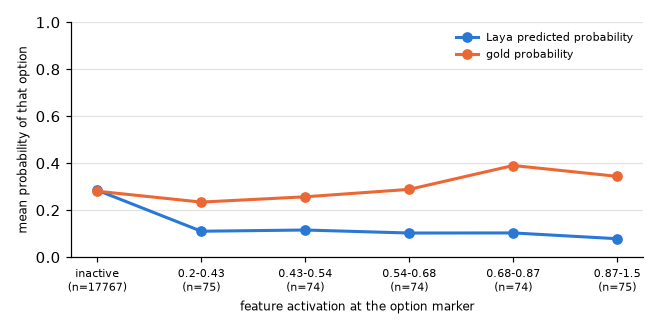 1.0
0.8
0.6
0.4
0.2
0.0
mean probability of that option
Laya predicted probability
gold probability
inactive
(n=17767)
0.2-0.43
(n=75)
0.43-0.54
(n=74)
0.54-0.68
(n=74)
0.68-0.87
(n=74)
0.87-1.5
(n=75)
feature activation at the option marker